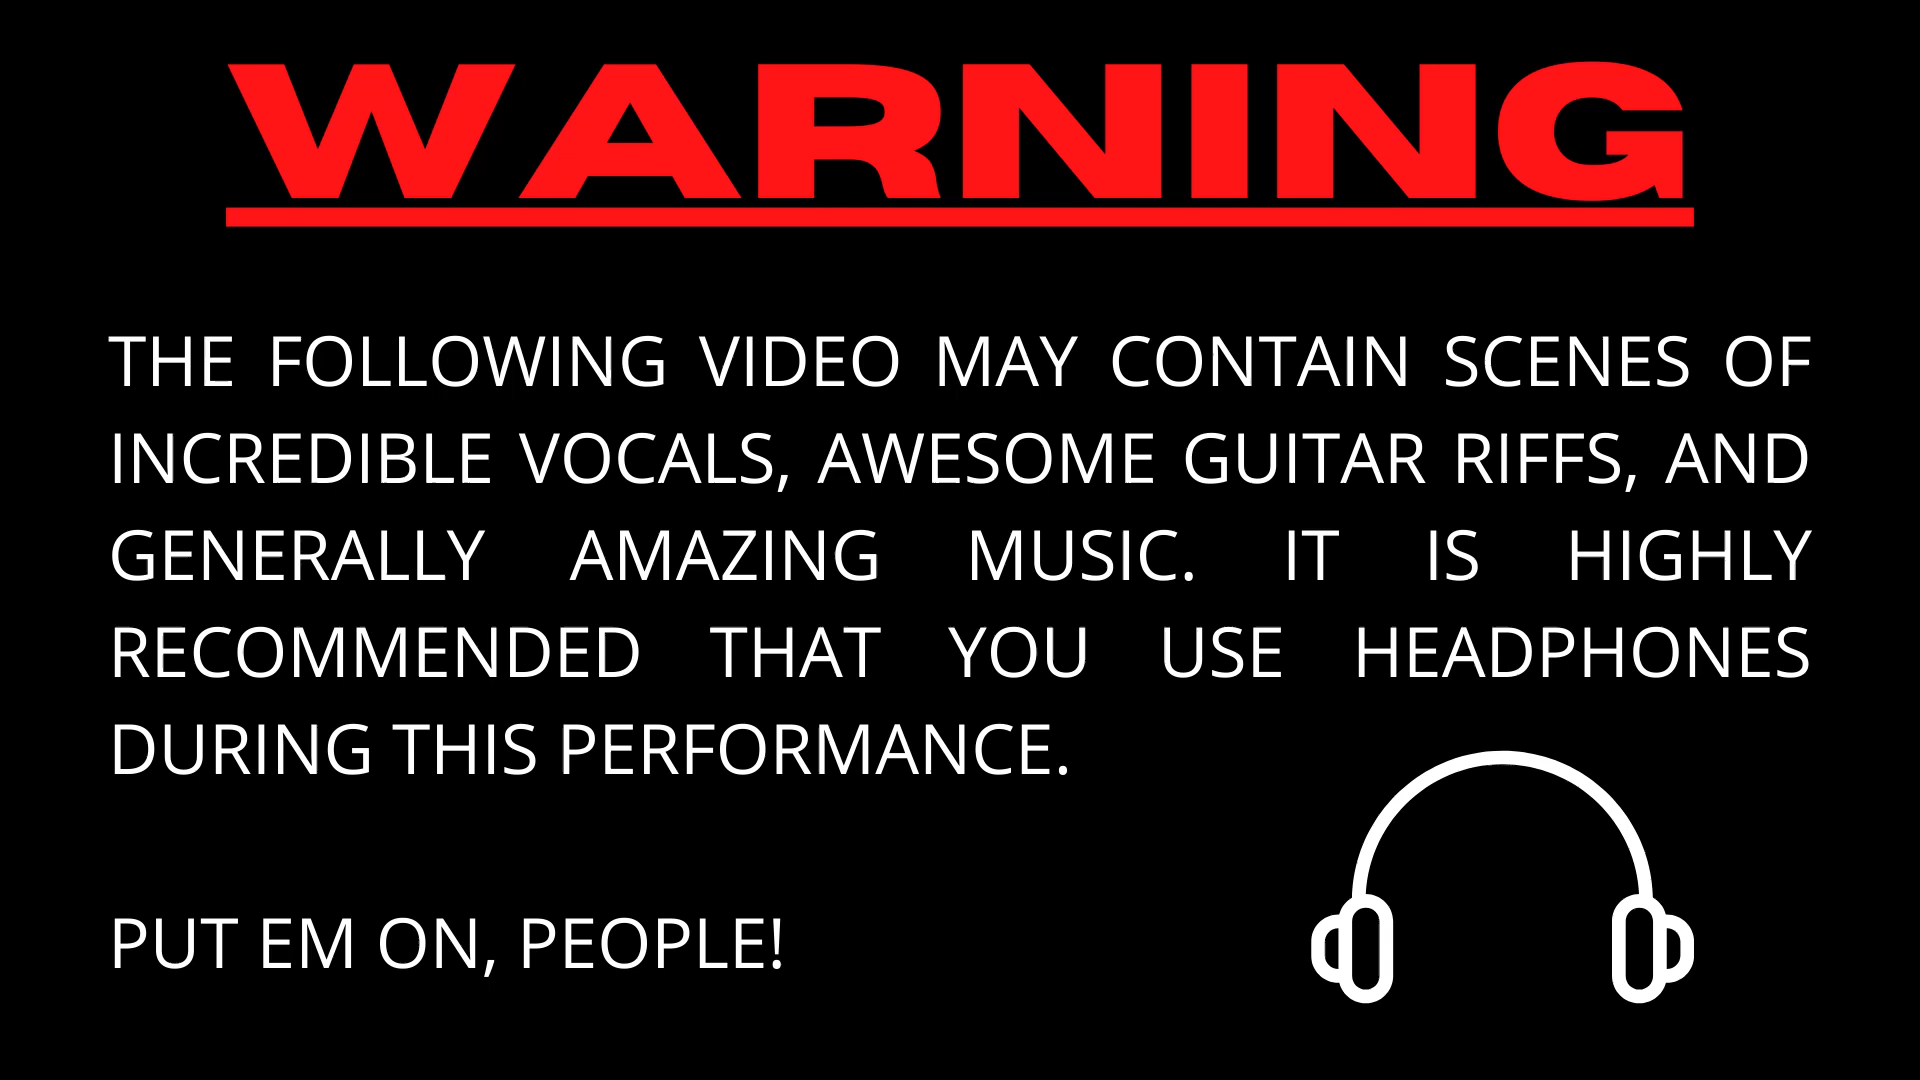 WARNING
THE FOLLOWING VIDEO MAY CONTAIN SCENES OF
INCREDIBLE VOCALS, AWESOME GUITAR RIFFS, AND
GENERALLY AMAZING MUSIC. IT IS HIGHLY
RECOMMENDED THAT YOU USE HEADPHONES
DURING THIS PERFORMANCE.
PUT EM ON, PEOPLE!